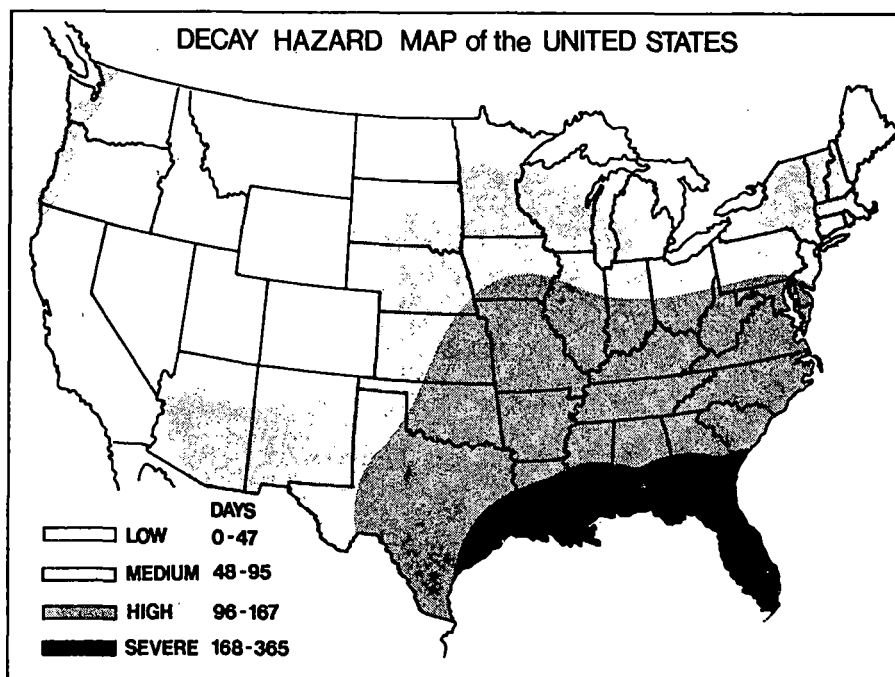 DECAY HAZARD MAP of the UNITED STATES
DAYS
LOW 0-47
MEDIUM 48-95
HIGH 96-167
SEVERE 168-365